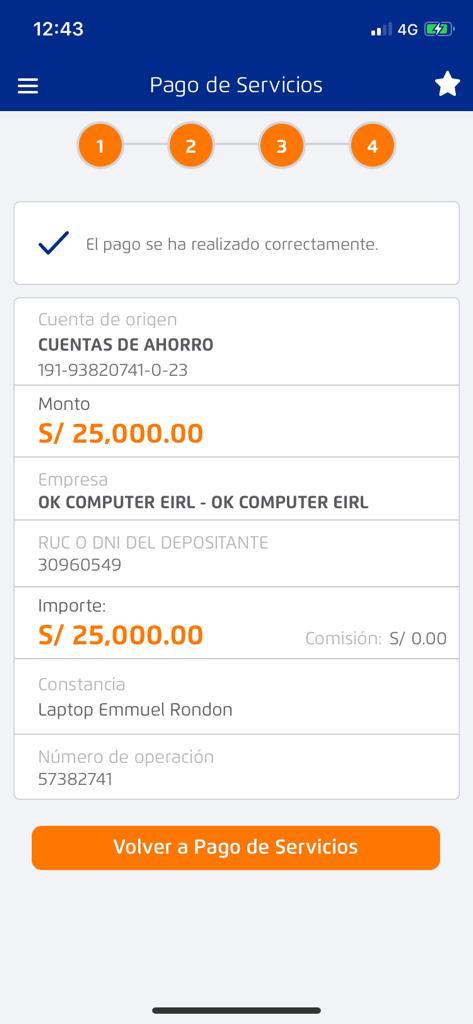 12:43
4G
Pago de Servicios
1 2 3 4
El pago se ha realizado correctamente.
Cuenta de origen
CUENTAS DE AHORRO
191-93820741-0-23
Monto
S/ 25,000.00
Empresa
OK COMPUTER EIRL - OK COMPUTER EIRL
RUC O DNI DEL DEPOSITANTE
30960549
Importe:
S/ 25,000.00 Comisión: S/ 0.00
Constancia
Laptop Emmuel Rondon
Número de operación
57382741
Volver a Pago de Servicios